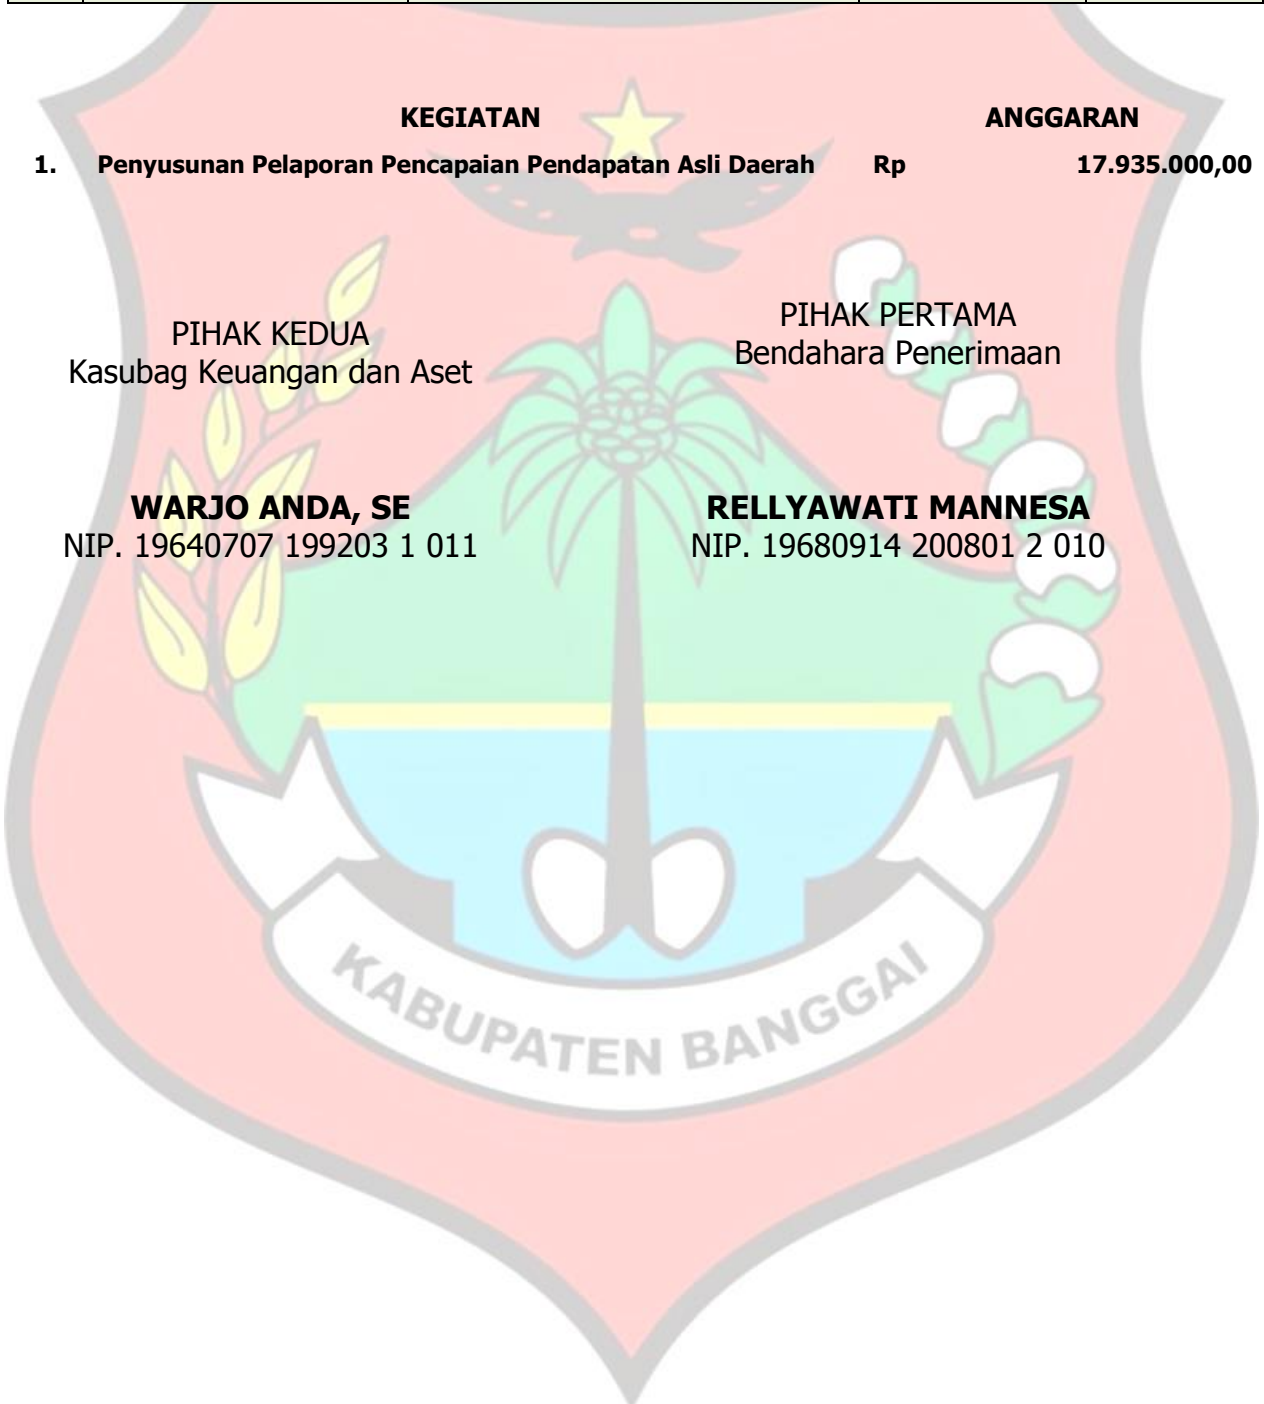 KEGIATAN ANGGARAN
1. Penyusunan Pelaporan Pencapaian Pendapatan Asli Daerah Rp 17.935.000,00
PIHAK KEDUA
Kasubag Keuangan dan Aset
WARJO ANDA, SE
NIP. 19640707 199203 1 011
PIHAK PERTAMA
Bendahara Penerimaan
RELLYAWATI MANNESA
NIP. 19680914 200801 2 010
KABUPATEN BANGGAI